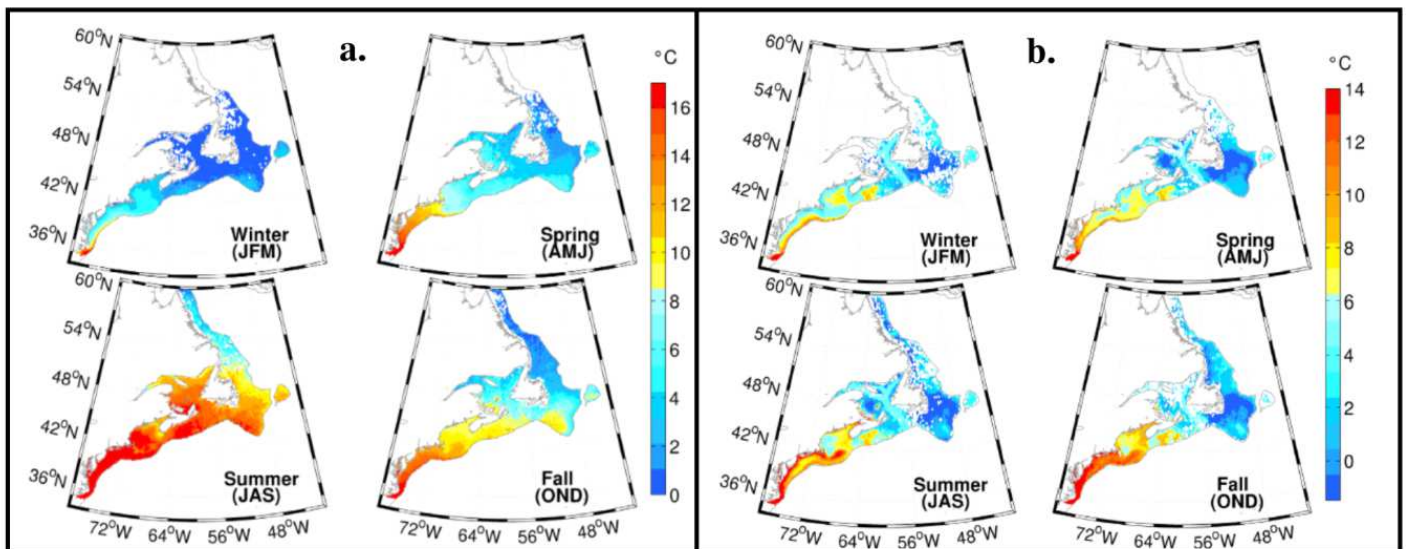 a.
60°N
54°N
48°N
42°N
36°N
Winter
(JFM)
Spring
(AMJ)
°C
16
14
12
10
8
6
4
2
0
60°N
54°N
48°N
42°N
36°N
Summer
(JAS)
Fall
(OND)
72°W 64°W 56°W 48°W
72°W 64°W 56°W 48°W
b.
60°N
54°N
48°N
42°N
36°N
Winter
(JFM)
Spring
(AMJ)
°C
14
12
10
8
6
4
2
0
60°N
54°N
48°N
42°N
36°N
Summer
(JAS)
Fall
(OND)
72°W 64°W 56°W 48°W
72°W 64°W 56°W 48°W